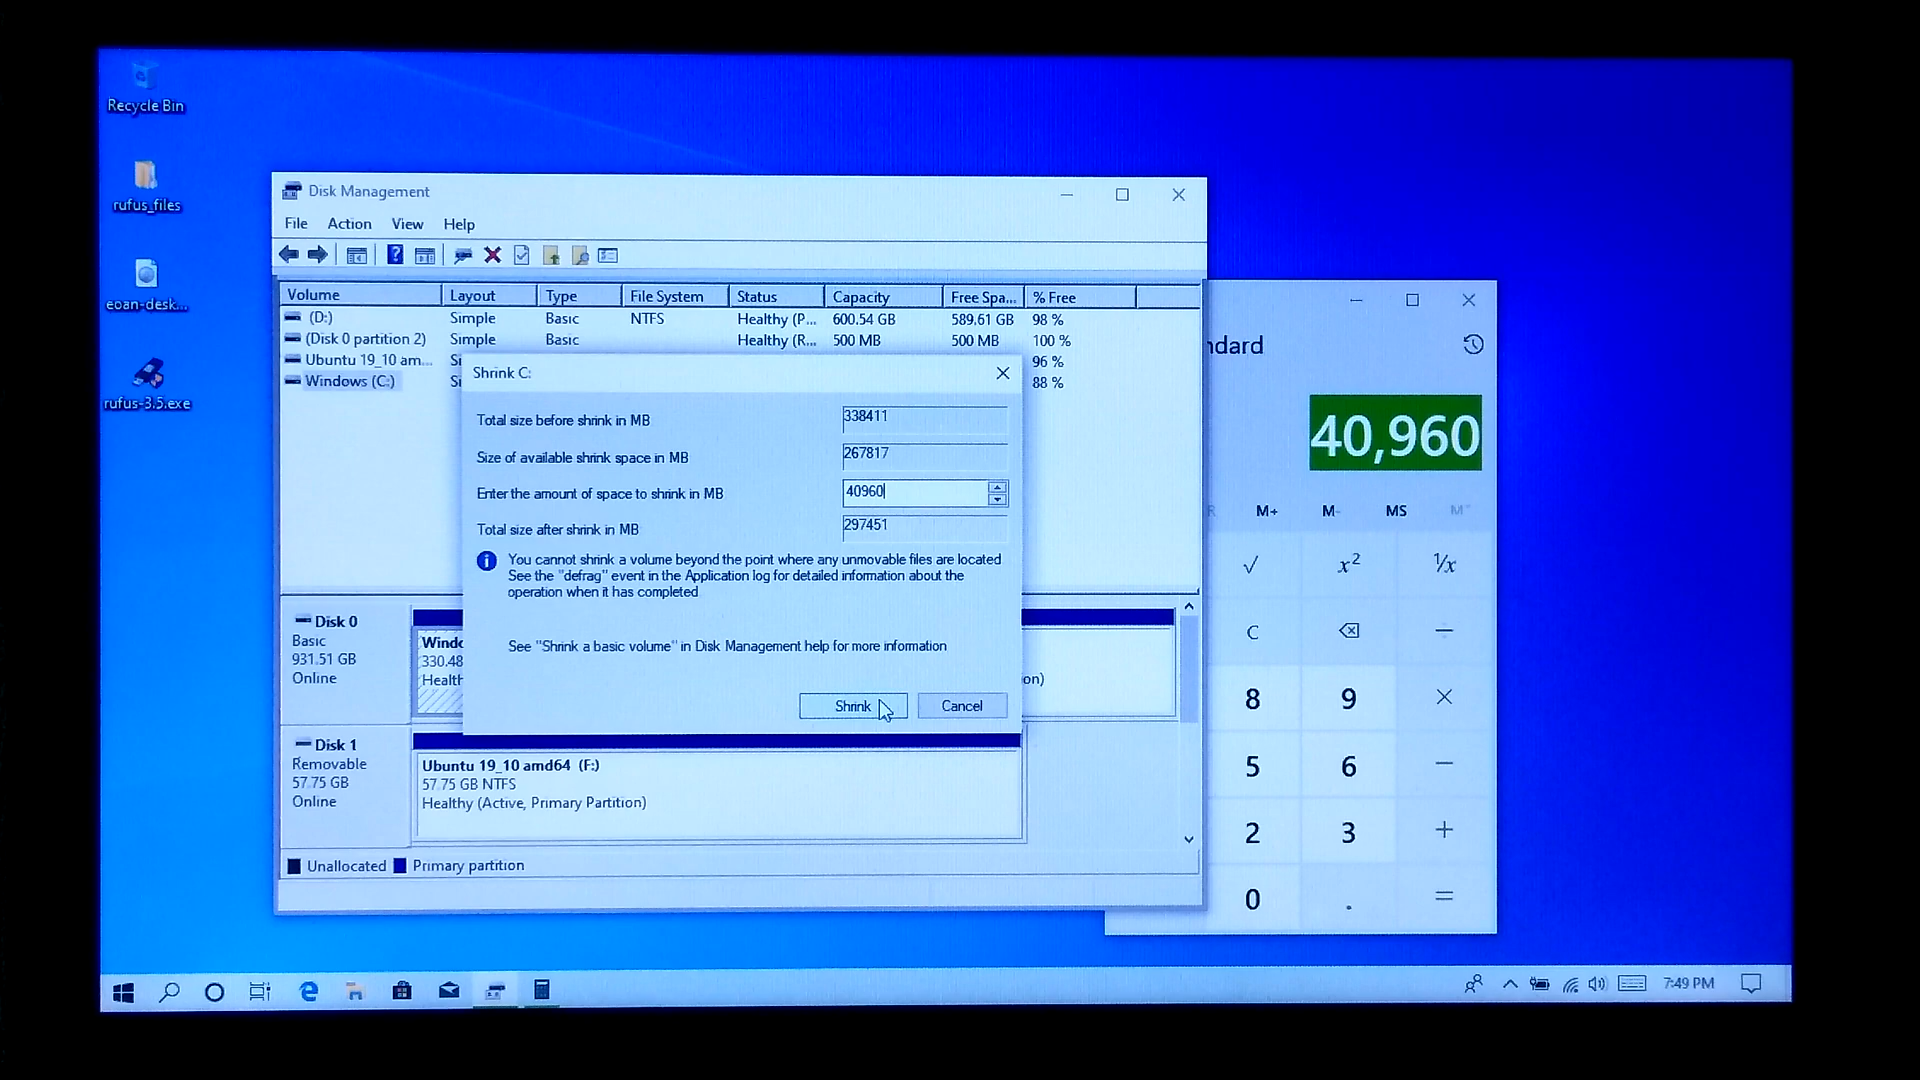 Recycle Bin
rufus_files
eoan-desk...
rufus-3.5.exe
Disk Management
File Action View Help
Volume Layout Type File System Status Capacity Free Spa... % Free
(D:) Simple Basic NTFS Healthy (P... 600.54 GB 589.61 GB 98 %
(Disk 0 partition 2) Simple Basic Healthy (R... 500 MB 500 MB 100 %
Ubuntu 19_10 am... Si 96 %
Windows (C:) Si 88 %
Shrink C:
Total size before shrink in MB 338411
Size of available shrink space in MB 267817
Enter the amount of space to shrink in MB 40960
Total size after shrink in MB 297451
You cannot shrink a volume beyond the point where any unmovable files are located
See the "defrag" event in the Application log for detailed information about the
operation when it has completed
See "Shrink a basic volume" in Disk Management help for more information
Shrink Cancel
Disk 0
Basic
931.51 GB
Online
Windo
330.48
Health
on)
Disk 1
Removable
57.75 GB
Online
Ubuntu 19_10 amd64 (F:)
57.75 GB NTFS
Healthy (Active, Primary Partition)
Unallocated Primary partition
ndard
40,960
R M+ M- MS M˅
√ x² ¹/x
C ÷
8 9 ×
5 6 −
2 3 +
0 . =
7:49 PM